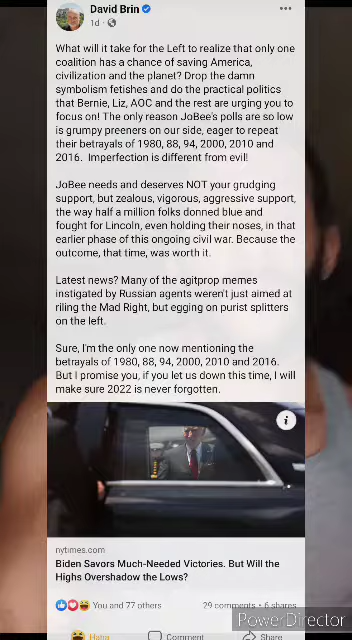 David Brin
1d ·
What will it take for the Left to realize that only one
coalition has a chance of saving America,
civilization and the planet? Drop the damn
symbolism fetishes and do the practical politics
that Bernie, Liz, AOC and the rest are urging you to
focus on! The only reason JoBee's polls are so low
is grumpy preeners on our side, eager to repeat
their betrayals of 1980, 88, 94, 2000, 2010 and
2016. Imperfection is different from evil!
JoBee needs and deserves NOT your grudging
support, but zealous, vigorous, aggressive support,
the way half a million folks donned blue and
fought for Lincoln, even holding their noses, in that
earlier phase of this ongoing civil war. Because the
outcome, that time, was worth it.
Latest news? Many of the agitprop memes
instigated by Russian agents weren't just aimed at
riling the Mad Right, but egging on purist splitters
on the left.
Sure, I'm the only one now mentioning the
betrayals of 1980, 88, 94, 2000, 2010 and 2016.
But I promise you, if you let us down this time, I will
make sure 2022 is never forgotten.
i
nytimes.com
Biden Savors Much-Needed Victories. But Will the
Highs Overshadow the Lows?
You and 77 others 29 comments • 6 shares
PowerDirector
Haha Comment Share